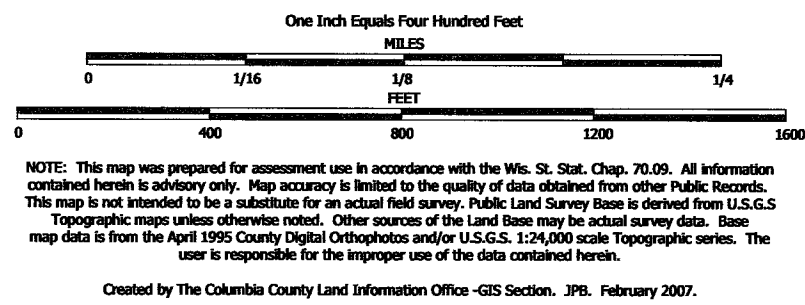 One Inch Equals Four Hundred Feet
MILES
0 1/16 1/8 1/4
FEET
0 400 800 1200 1600
NOTE: This map was prepared for assessment use in accordance with the Wis. St. Stat. Chap. 70.09. All information
contained herein is advisory only. Map accuracy is limited to the quality of data obtained from other Public Records.
This map is not intended to be a substitute for an actual field survey. Public Land Survey Base is derived from U.S.G.S
Topographic maps unless otherwise noted. Other sources of the Land Base may be actual survey data. Base
map data is from the April 1995 County Digital Orthophotos and/or U.S.G.S. 1:24,000 scale Topographic series. The
user is responsible for the improper use of the data contained herein.
Created by The Columbia County Land Information Office -GIS Section. JPB. February 2007.